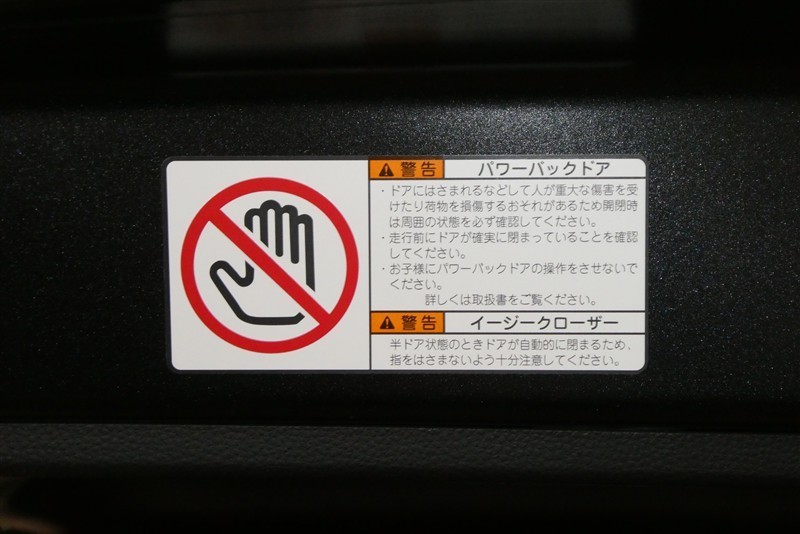 警告 パワーバックドア
・ドアにはさまれるなどして人が重大な傷害を受
けたり荷物を損傷するおそれがあるため開閉時
は周囲の状態を必ず確認してください。
・走行前にドアが確実に閉まっていることを確認
してください。
・お子様にパワーバックドアの操作をさせないで
ください。
詳しくは取扱書をご覧ください。
警告 イージークローザー
半ドア状態のときドアが自動的に閉まるため、
指をはさまないよう十分注意してください。